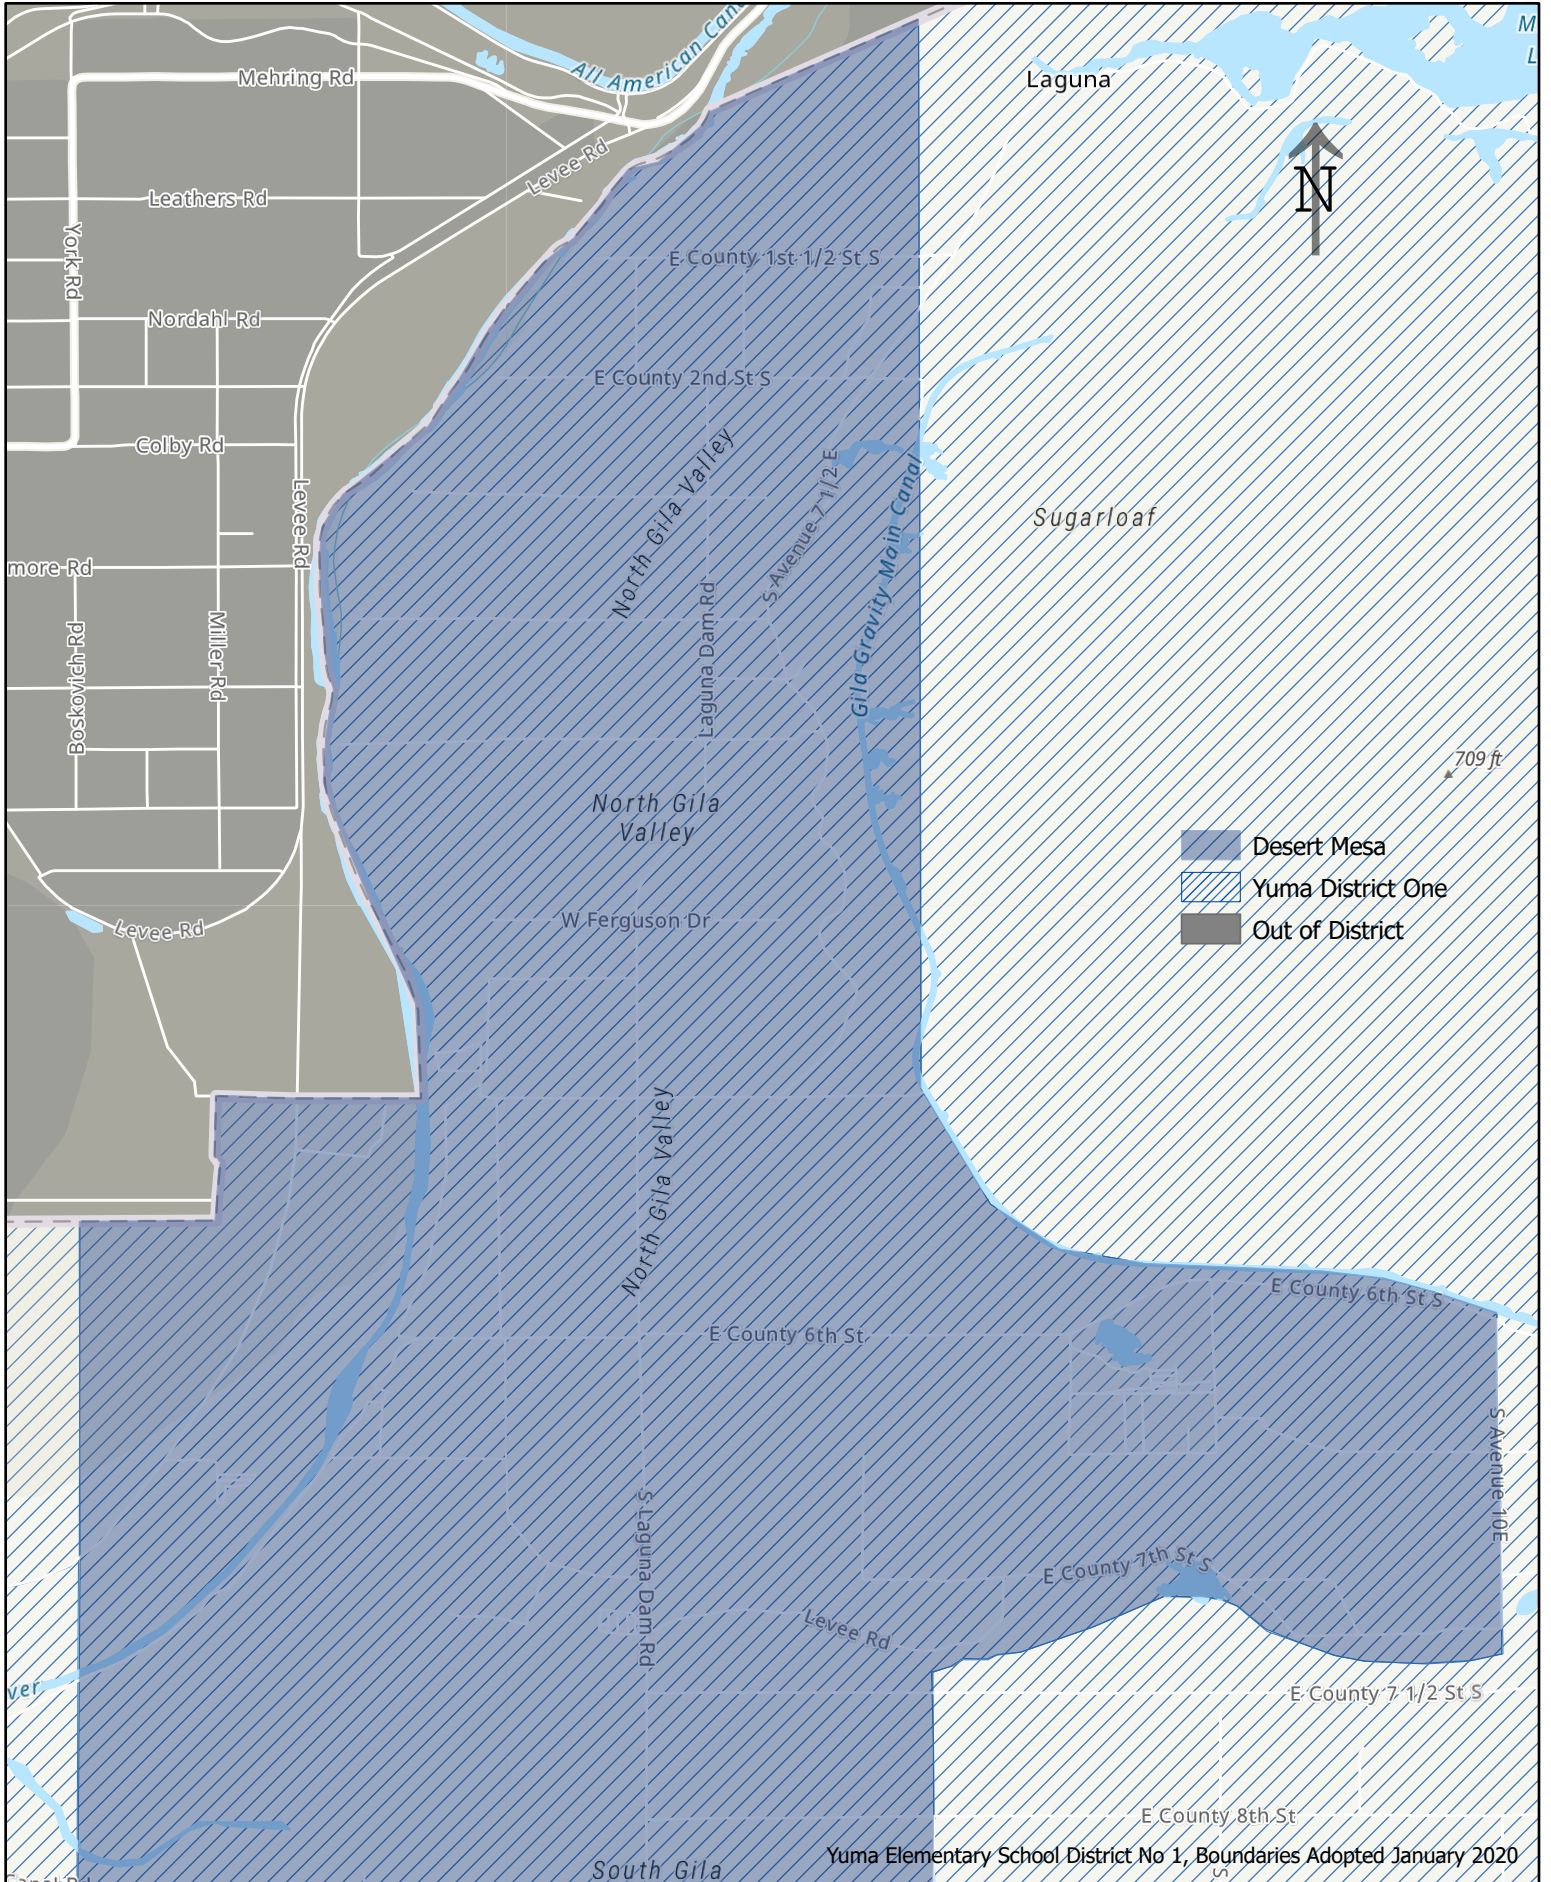 All American Canal
M
L
Mehring Rd
Laguna
Levee Rd
N
Leathers Rd
York Rd
E County 1st 1/2 St S
Nordahl Rd
E County 2nd St S
Colby Rd
North Gila Valley
S Avenue 7 1/2 E
Gila Gravity Main Canal
Levee Rd
Sugarloaf
more Rd
Laguna Dam Rd
Boskovich Rd
Miller Rd
709 ft
North Gila
Valley
Desert Mesa
Yuma District One
Out of District
W Ferguson Dr
Levee Rd
North Gila Valley
E County 6th St S
E County 6th St
S Avenue 10E
S Laguna Dam Rd
E County 7th St S
Levee Rd
ver
E County 7 1/2 St S
E County 8th St
Yuma Elementary School District No 1, Boundaries Adopted January 2020
South Gila
S
Canal Rd